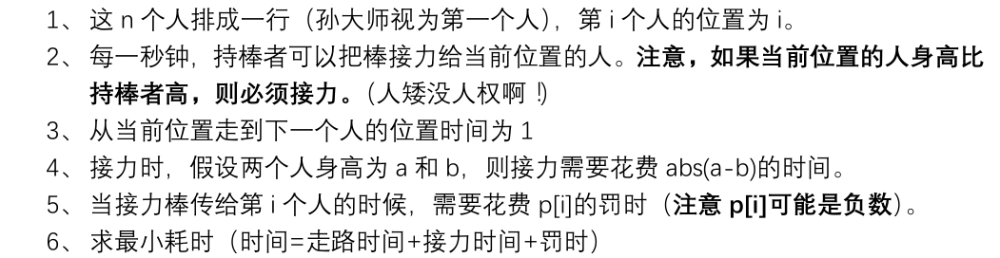 1、这 n 个人排成一行（孙大师视为第一个人），第 i 个人的位置为 i。
2、每一秒钟，持棒者可以把棒接力给当前位置的人。注意，如果当前位置的人身高比
持棒者高，则必须接力。（人矮没人权啊！）
3、从当前位置走到下一个人的位置时间为 1
4、接力时，假设两个人身高为 a 和 b，则接力需要花费 abs(a-b)的时间。
5、当接力棒传给第 i 个人的时候，需要花费 p[i]的罚时（注意 p[i]可能是负数）。
6、求最小耗时（时间=走路时间+接力时间+罚时）